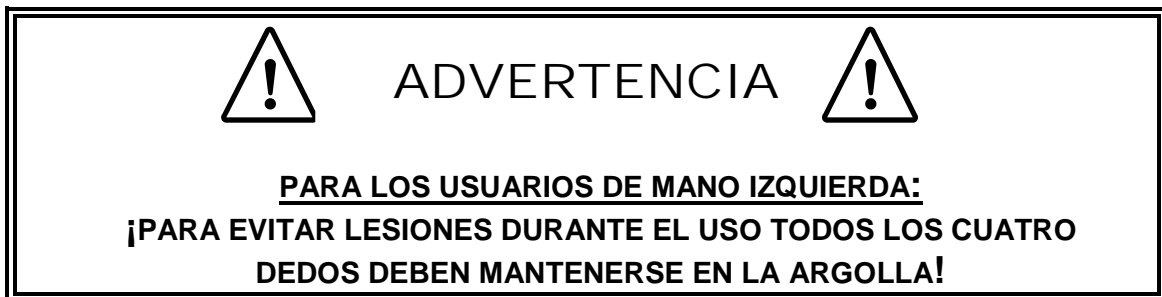 ADVERTENCIA
PARA LOS USUARIOS DE MANO IZQUIERDA:
¡PARA EVITAR LESIONES DURANTE EL USO TODOS LOS CUATRO
DEDOS DEBEN MANTENERSE EN LA ARGOLLA!